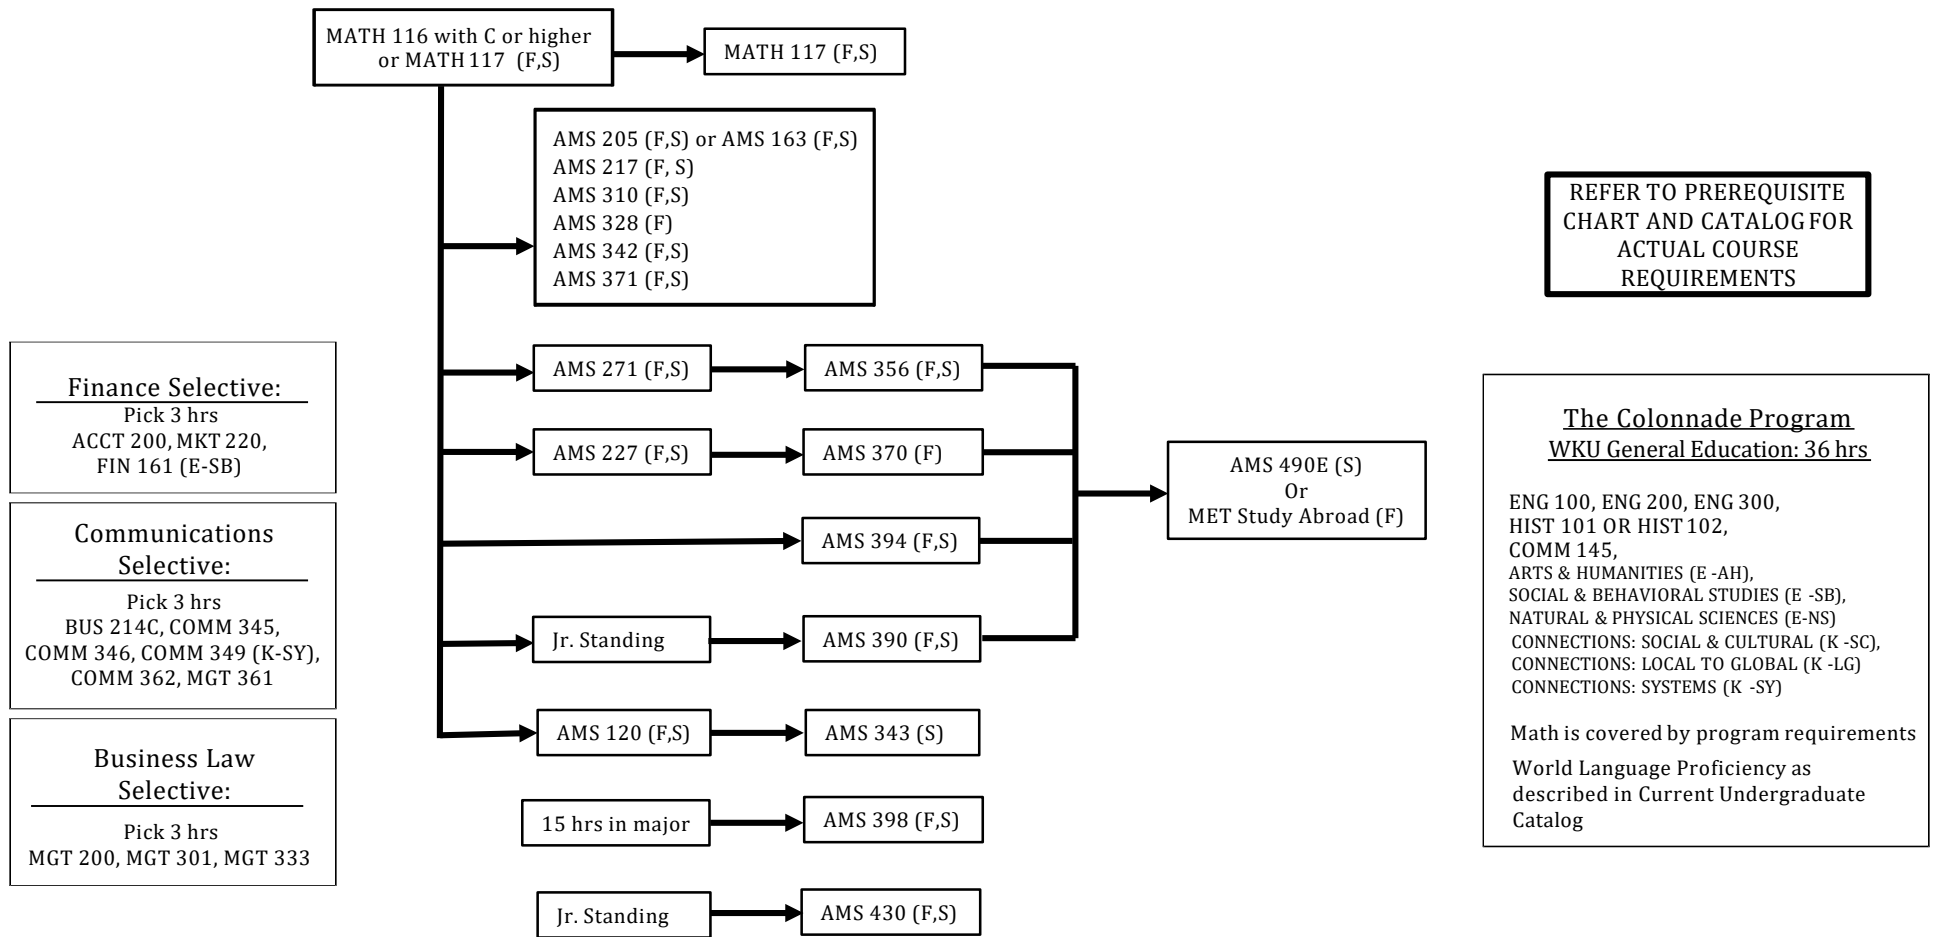 MATH 116 with C or higher
or MATH 117 (F,S)
MATH 117 (F,S)
AMS 205 (F,S) or AMS 163 (F,S)
AMS 217 (F, S)
AMS 310 (F,S)
AMS 328 (F)
AMS 342 (F,S)
AMS 371 (F,S)
REFER TO PREREQUISITE
CHART AND CATALOG FOR
ACTUAL COURSE
REQUIREMENTS
Finance Selective:
Pick 3 hrs
ACCT 200, MKT 220,
FIN 161 (E-SB)
Communications
Selective:
Pick 3 hrs
BUS 214C, COMM 345,
COMM 346, COMM 349 (K-SY),
COMM 362, MGT 361
Business Law
Selective:
Pick 3 hrs
MGT 200, MGT 301, MGT 333
AMS 271 (F,S)
AMS 356 (F,S)
AMS 227 (F,S)
AMS 370 (F)
AMS 394 (F,S)
Jr. Standing
AMS 390 (F,S)
AMS 120 (F,S)
AMS 343 (S)
15 hrs in major
AMS 398 (F,S)
Jr. Standing
AMS 430 (F,S)
AMS 490E (S)
Or
MET Study Abroad (F)
The Colonnade Program
WKU General Education: 36 hrs
ENG 100, ENG 200, ENG 300,
HIST 101 OR HIST 102,
COMM 145,
ARTS & HUMANITIES (E -AH),
SOCIAL & BEHAVIORAL STUDIES (E -SB),
NATURAL & PHYSICAL SCIENCES (E-NS)
CONNECTIONS: SOCIAL & CULTURAL (K -SC),
CONNECTIONS: LOCAL TO GLOBAL (K -LG)
CONNECTIONS: SYSTEMS (K -SY)
Math is covered by program requirements
World Language Proficiency as
described in Current Undergraduate
Catalog